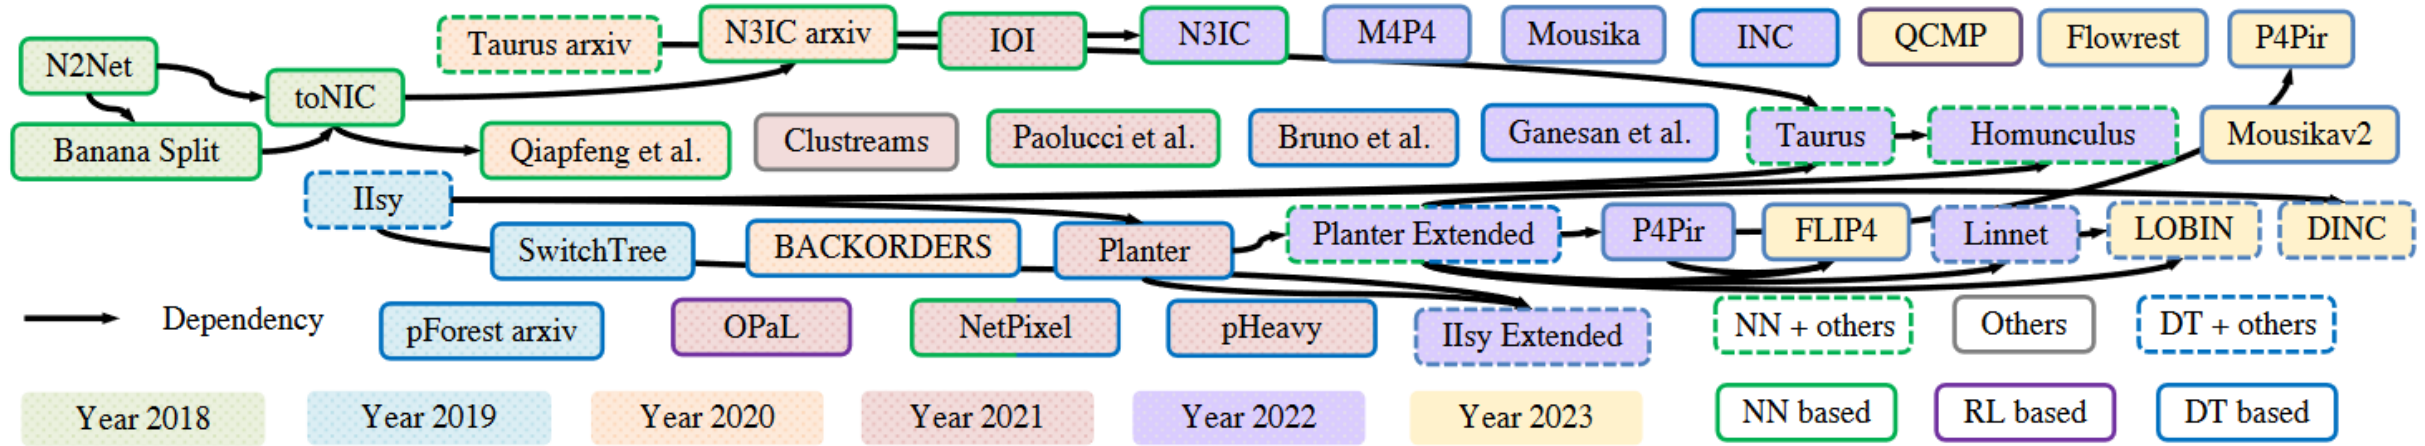 Taurus arxiv
N3IC arxiv
IOI
N3IC
M4P4
Mousika
INC
QCMP
Flowrest
P4Pir
N2Net
toNIC
Banana Split
Qiapfeng et al.
Clustreams
Paolucci et al.
Bruno et al.
Ganesan et al.
Taurus
Homunculus
Mousikav2
IIsy
SwitchTree
BACKORDERS
Planter
Planter Extended
P4Pir
FLIP4
Linnet
LOBIN
DINC
Dependency
pForest arxiv
OPaL
NetPixel
pHeavy
IIsy Extended
NN + others
Others
DT + others
Year 2018
Year 2019
Year 2020
Year 2021
Year 2022
Year 2023
NN based
RL based
DT based